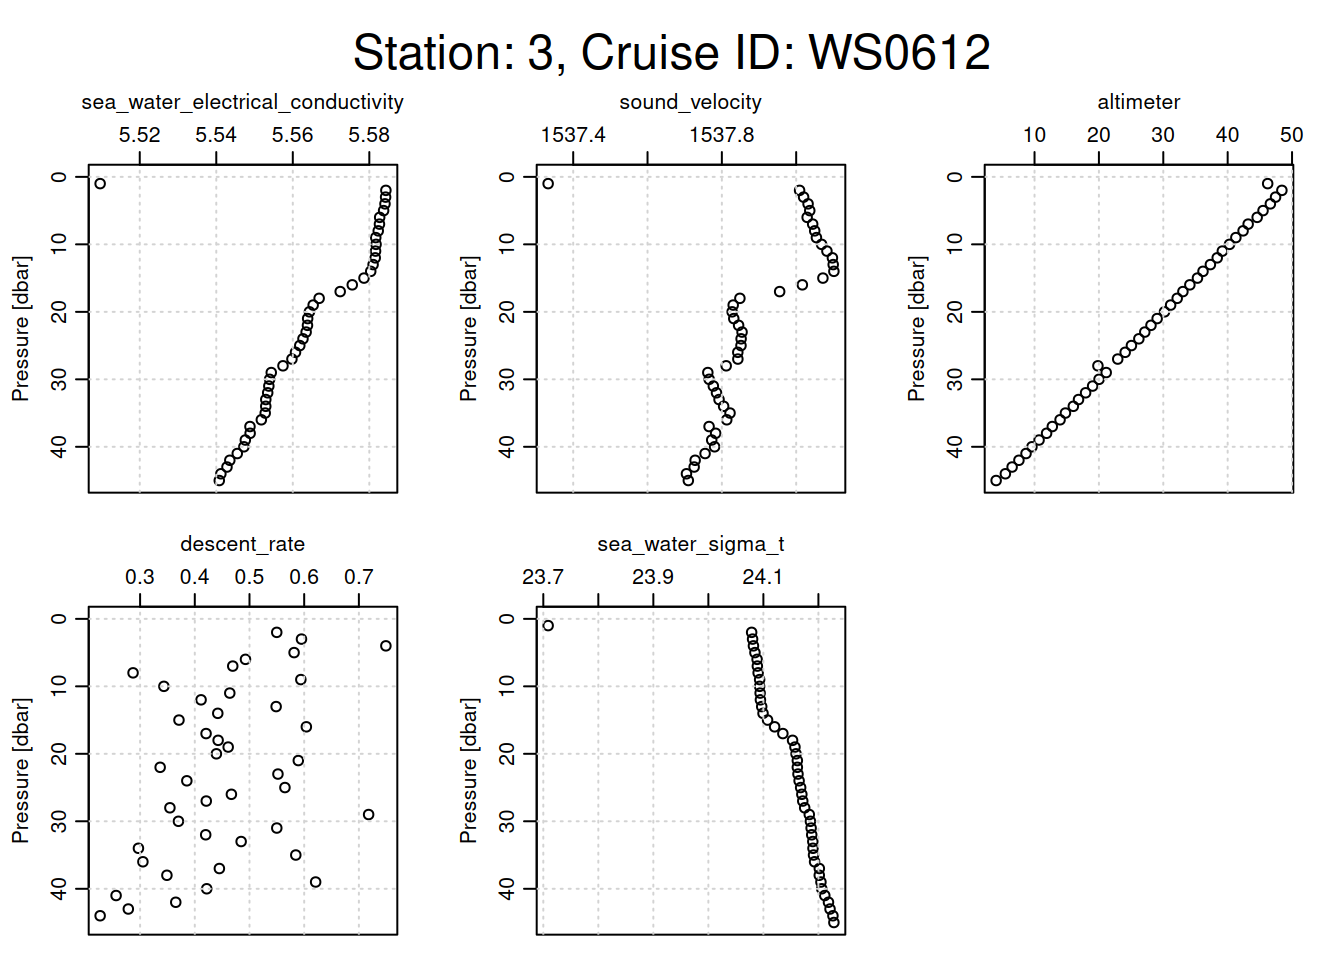 Station: 3, Cruise ID: WS0612
sea_water_electrical_conductivity
5.52 5.54 5.56 5.58
Pressure [dbar]
0
10
20
30
40
sound_velocity
1537.4 1537.8
Pressure [dbar]
0
10
20
30
40
altimeter
10 20 30 40 50
Pressure [dbar]
0
10
20
30
40
descent_rate
0.3 0.4 0.5 0.6 0.7
Pressure [dbar]
0
10
20
30
40
sea_water_sigma_t
23.7 23.9 24.1
Pressure [dbar]
0
10
20
30
40